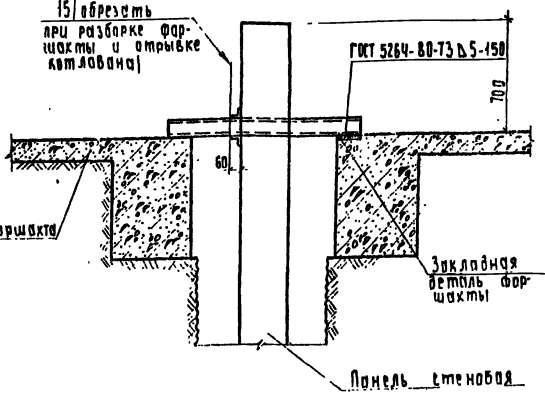 15/ обрезать
при разборке фор-
шахты и отрывке
котлована/
ГОСТ 5264-80-Т3 ⊿5-150
700
60
оршахта
Закладная
деталь фор-
шахты
Панель стеновая